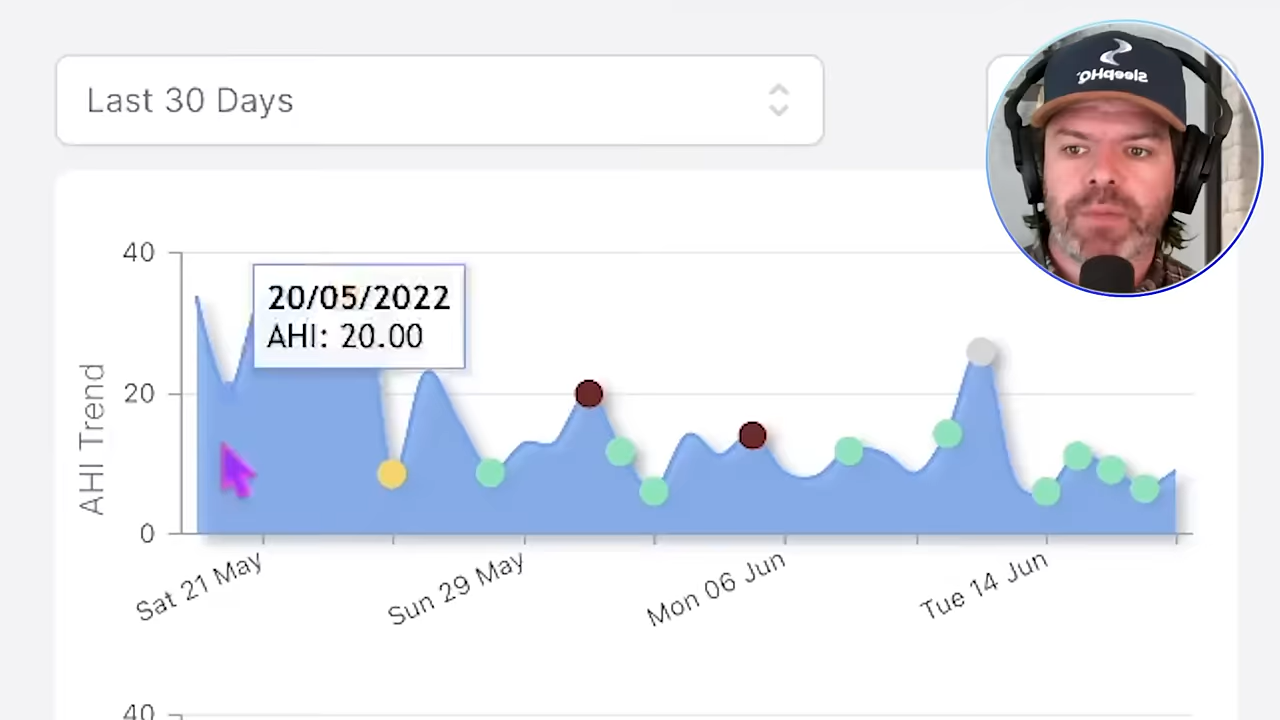 Last 30 Days
SleepHQ
40
20/05/2022
AHI: 20.00
AHI Trend
20
0
Sat 21 May
Sun 29 May
Mon 06 Jun
Tue 14 Jun
40